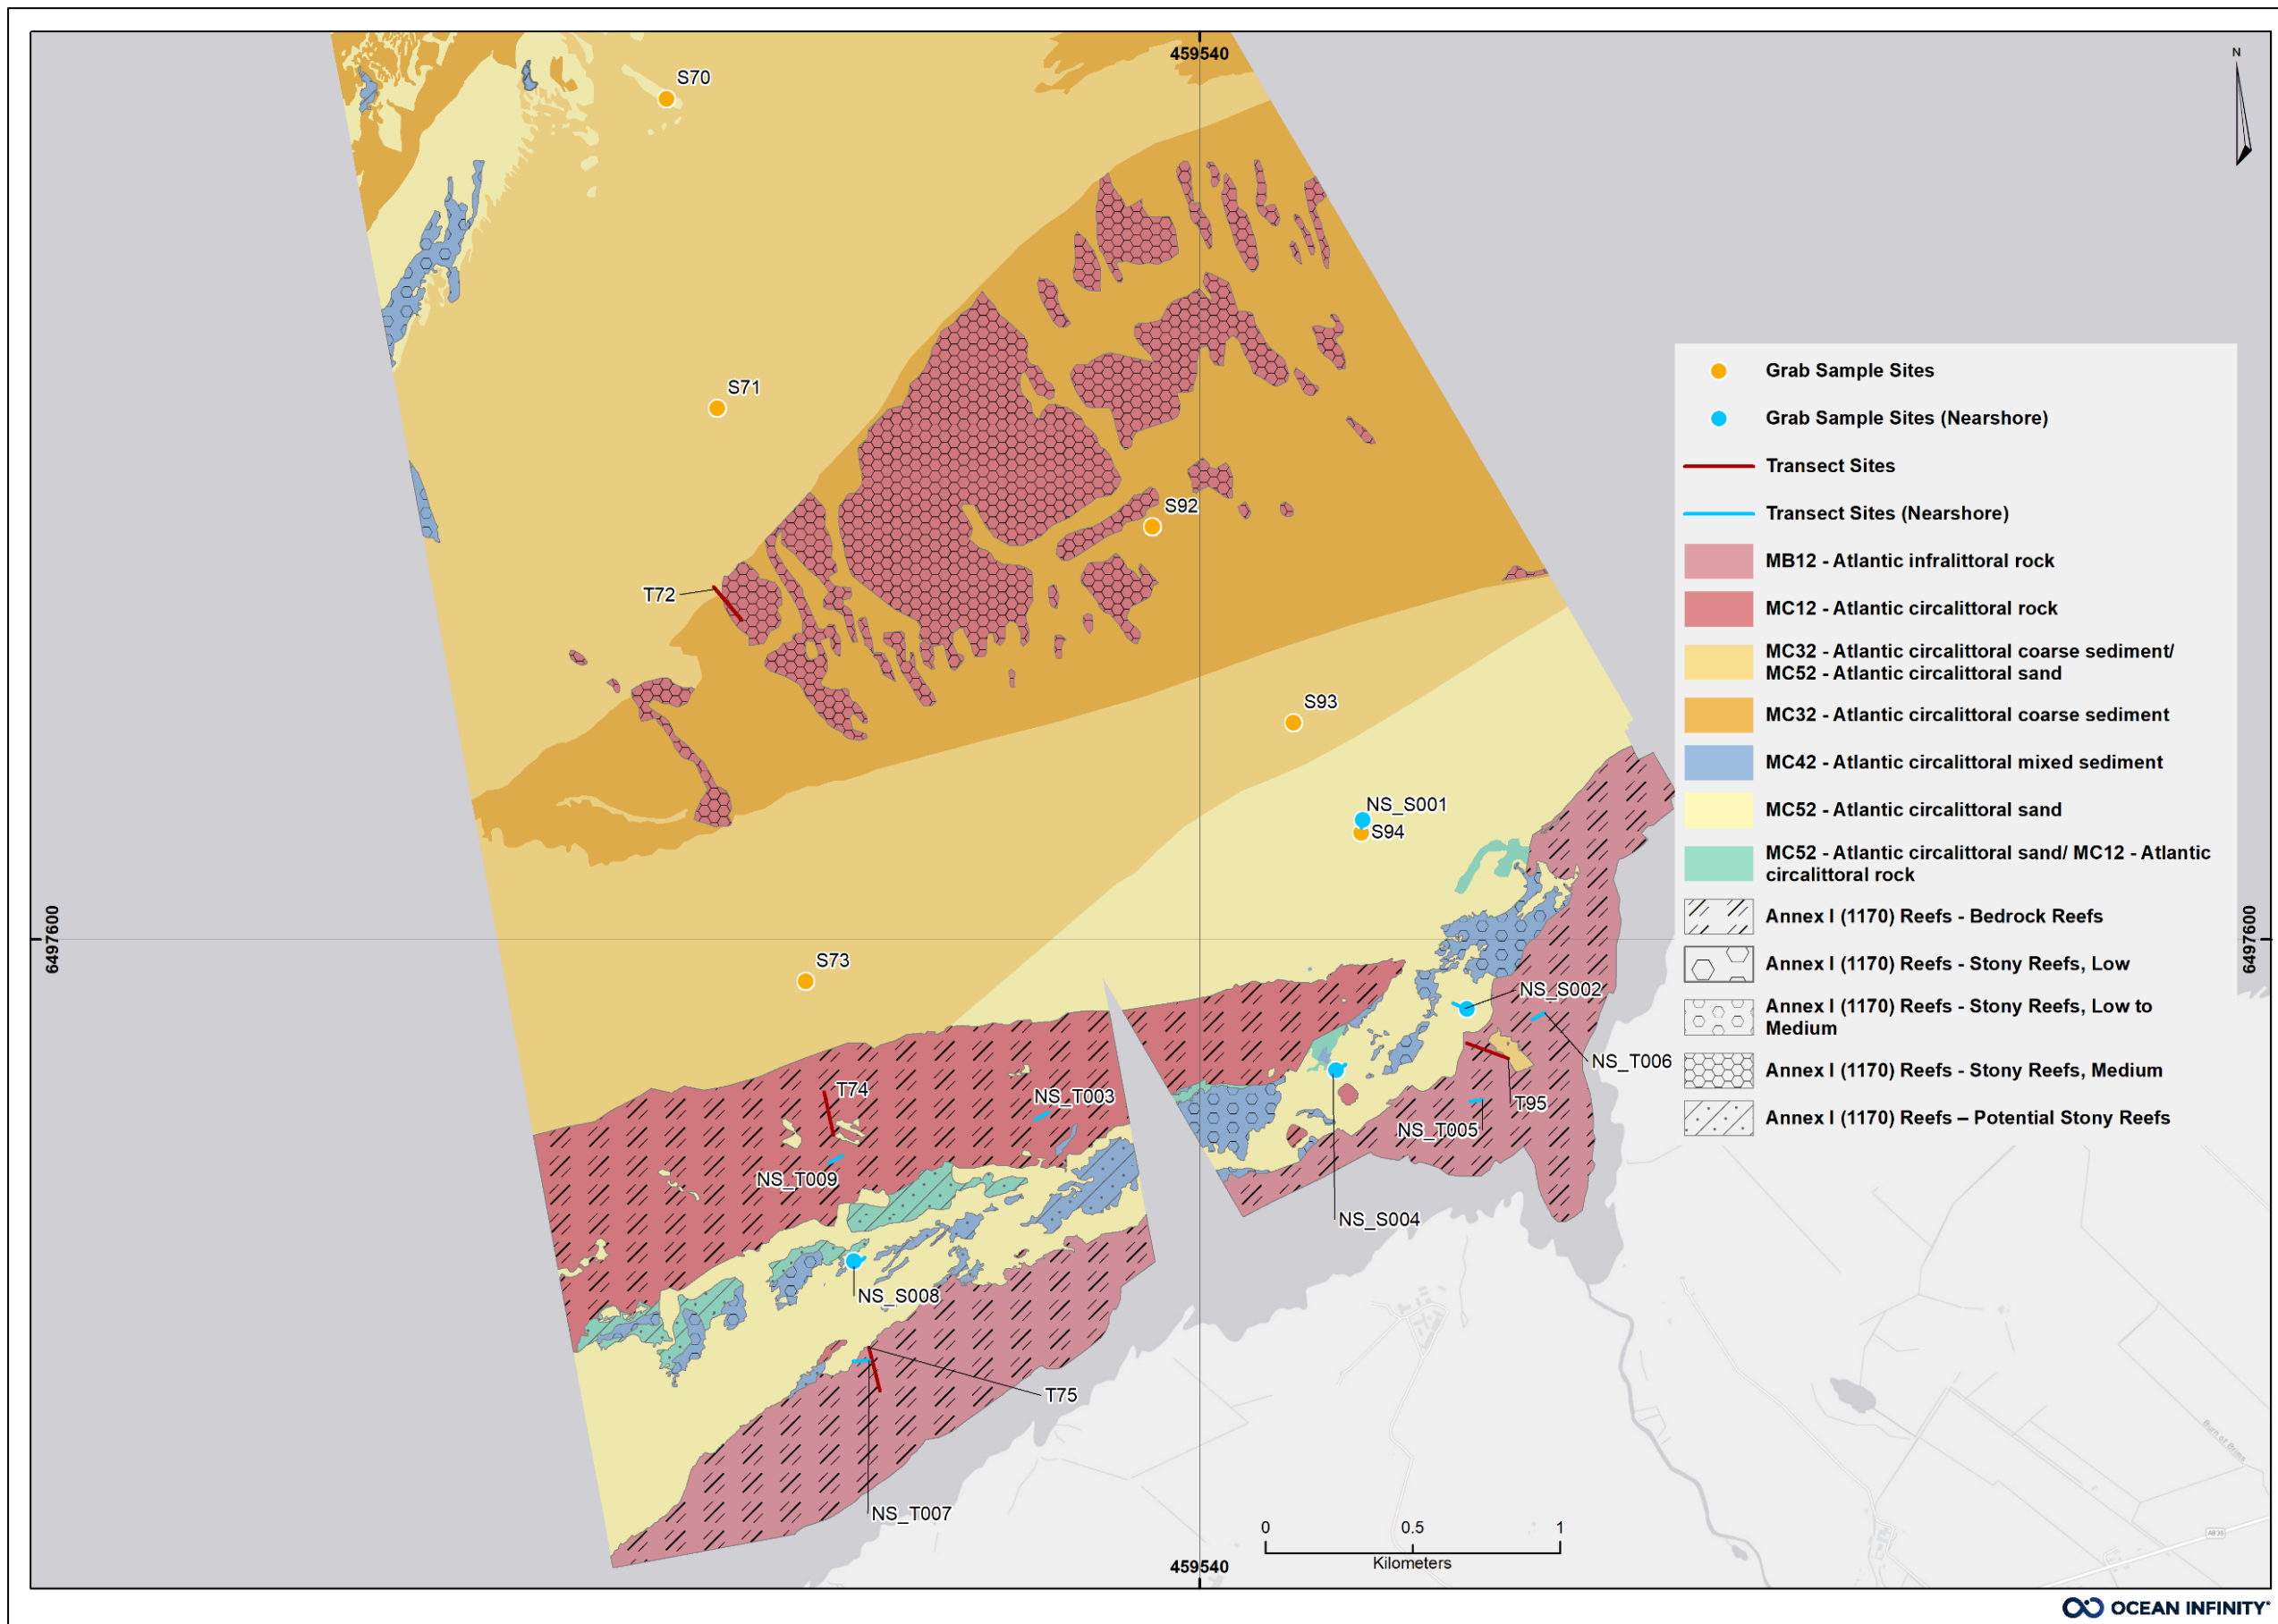 459540
N
S70
S71
S92
T72
S93
NS_S001
S94
6497600
6497600
S73
NS_S002
NS_T006
T74
NS_T003
T95
NS_T005
NS_T009
NS_S004
NS_S008
T75
NS_T007
Grab Sample Sites
Grab Sample Sites (Nearshore)
Transect Sites
Transect Sites (Nearshore)
MB12 - Atlantic infralittoral rock
MC12 - Atlantic circalittoral rock
MC32 - Atlantic circalittoral coarse sediment/
MC52 - Atlantic circalittoral sand
MC32 - Atlantic circalittoral coarse sediment
MC42 - Atlantic circalittoral mixed sediment
MC52 - Atlantic circalittoral sand
MC52 - Atlantic circalittoral sand/ MC12 - Atlantic
circalittoral rock
Annex I (1170) Reefs - Bedrock Reefs
Annex I (1170) Reefs - Stony Reefs, Low
Annex I (1170) Reefs - Stony Reefs, Low to
Medium
Annex I (1170) Reefs - Stony Reefs, Medium
Annex I (1170) Reefs – Potential Stony Reefs
0 0.5 1
Kilometers
459540
OCEAN INFINITY®